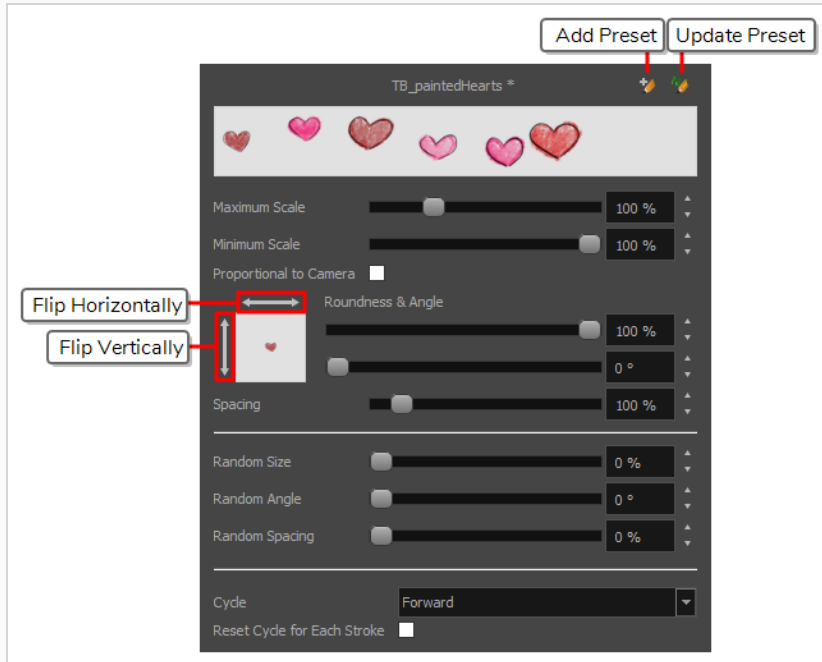 Add Preset Update Preset
TB_paintedHearts *
Maximum Scale 100 %
Minimum Scale 100 %
Proportional to Camera
Flip Horizontally Roundness & Angle
100 %
Flip Vertically
0 °
Spacing 100 %
Random Size 0 %
Random Angle 0 °
Random Spacing 0 %
Cycle Forward
Reset Cycle for Each Stroke